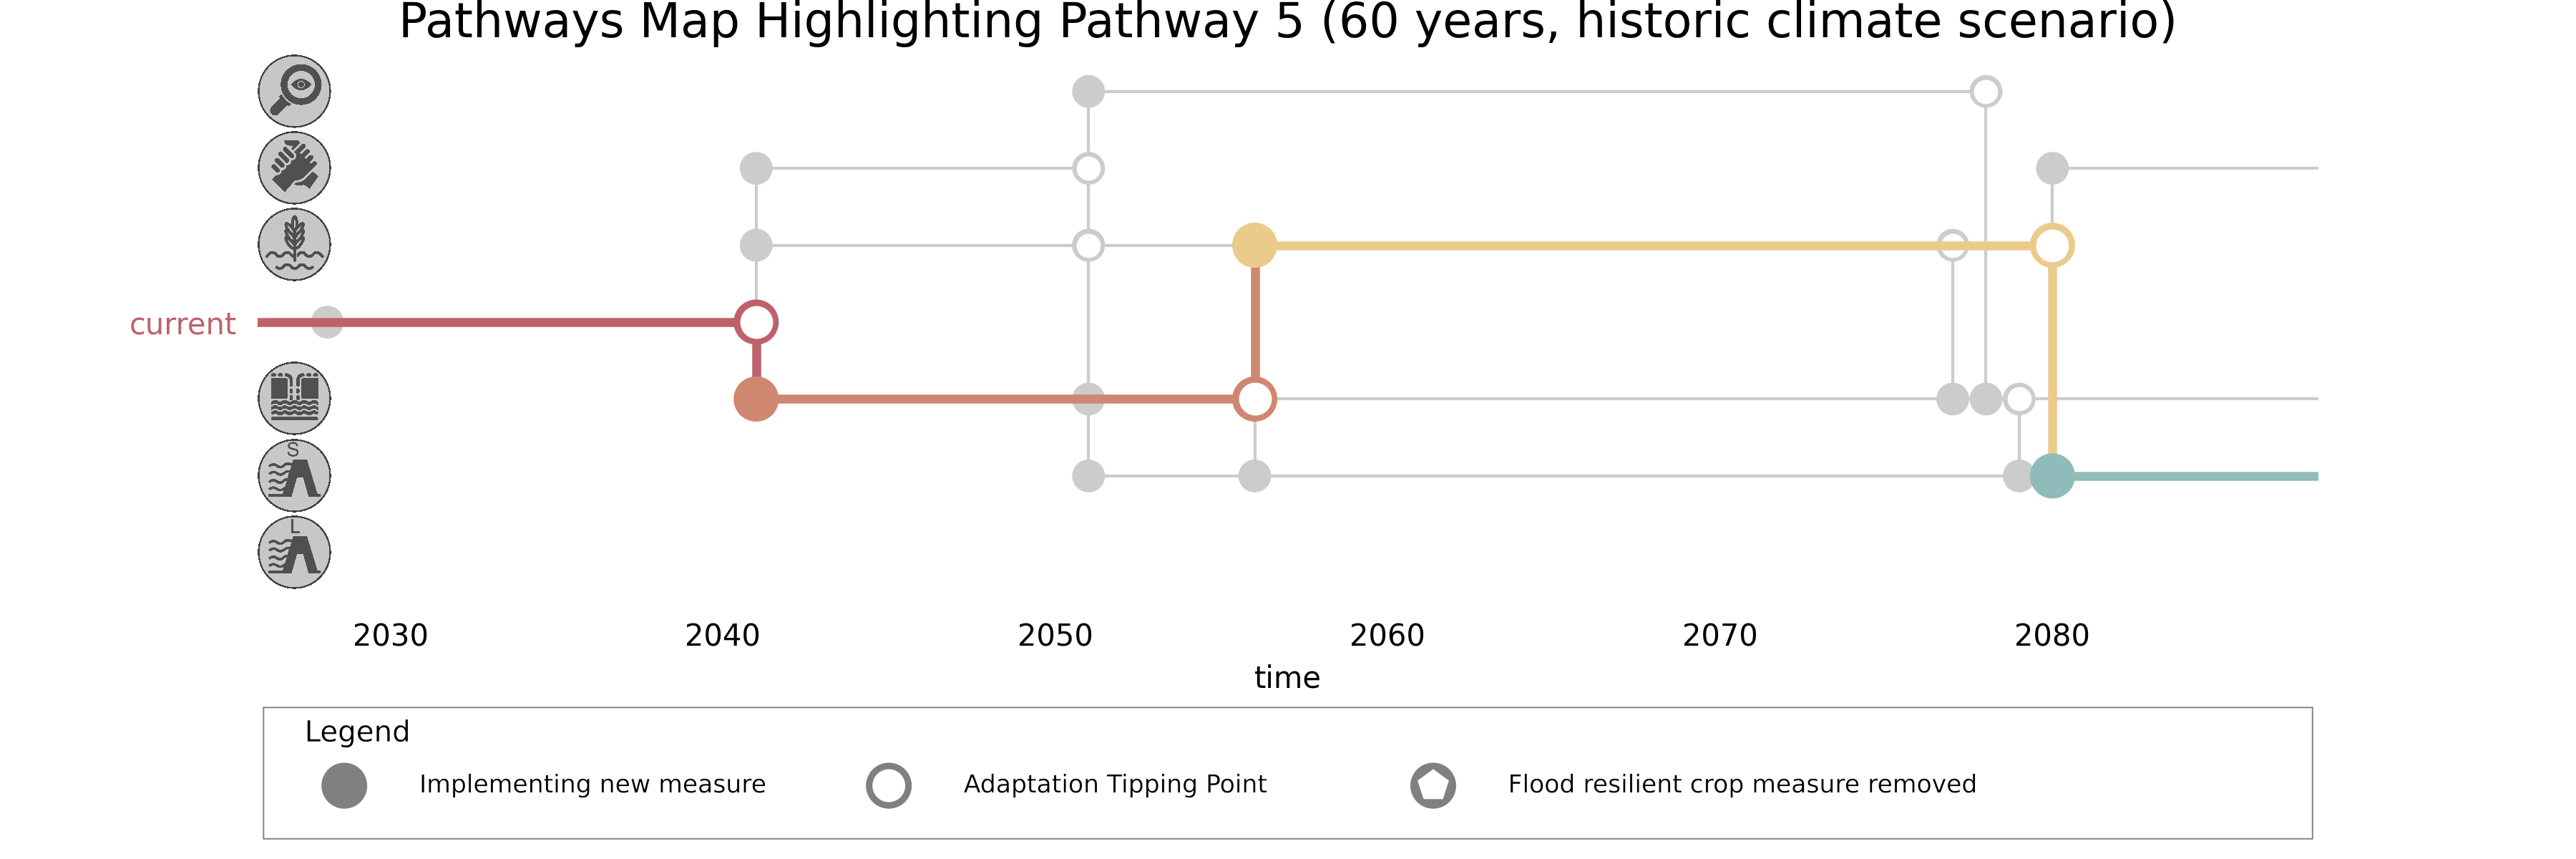 Pathways Map Highlighting Pathway 5 (60 years, historic climate scenario)
current
S
L
2030 2040 2050 2060 2070 2080
time
Legend
Implementing new measure Adaptation Tipping Point Flood resilient crop measure removed